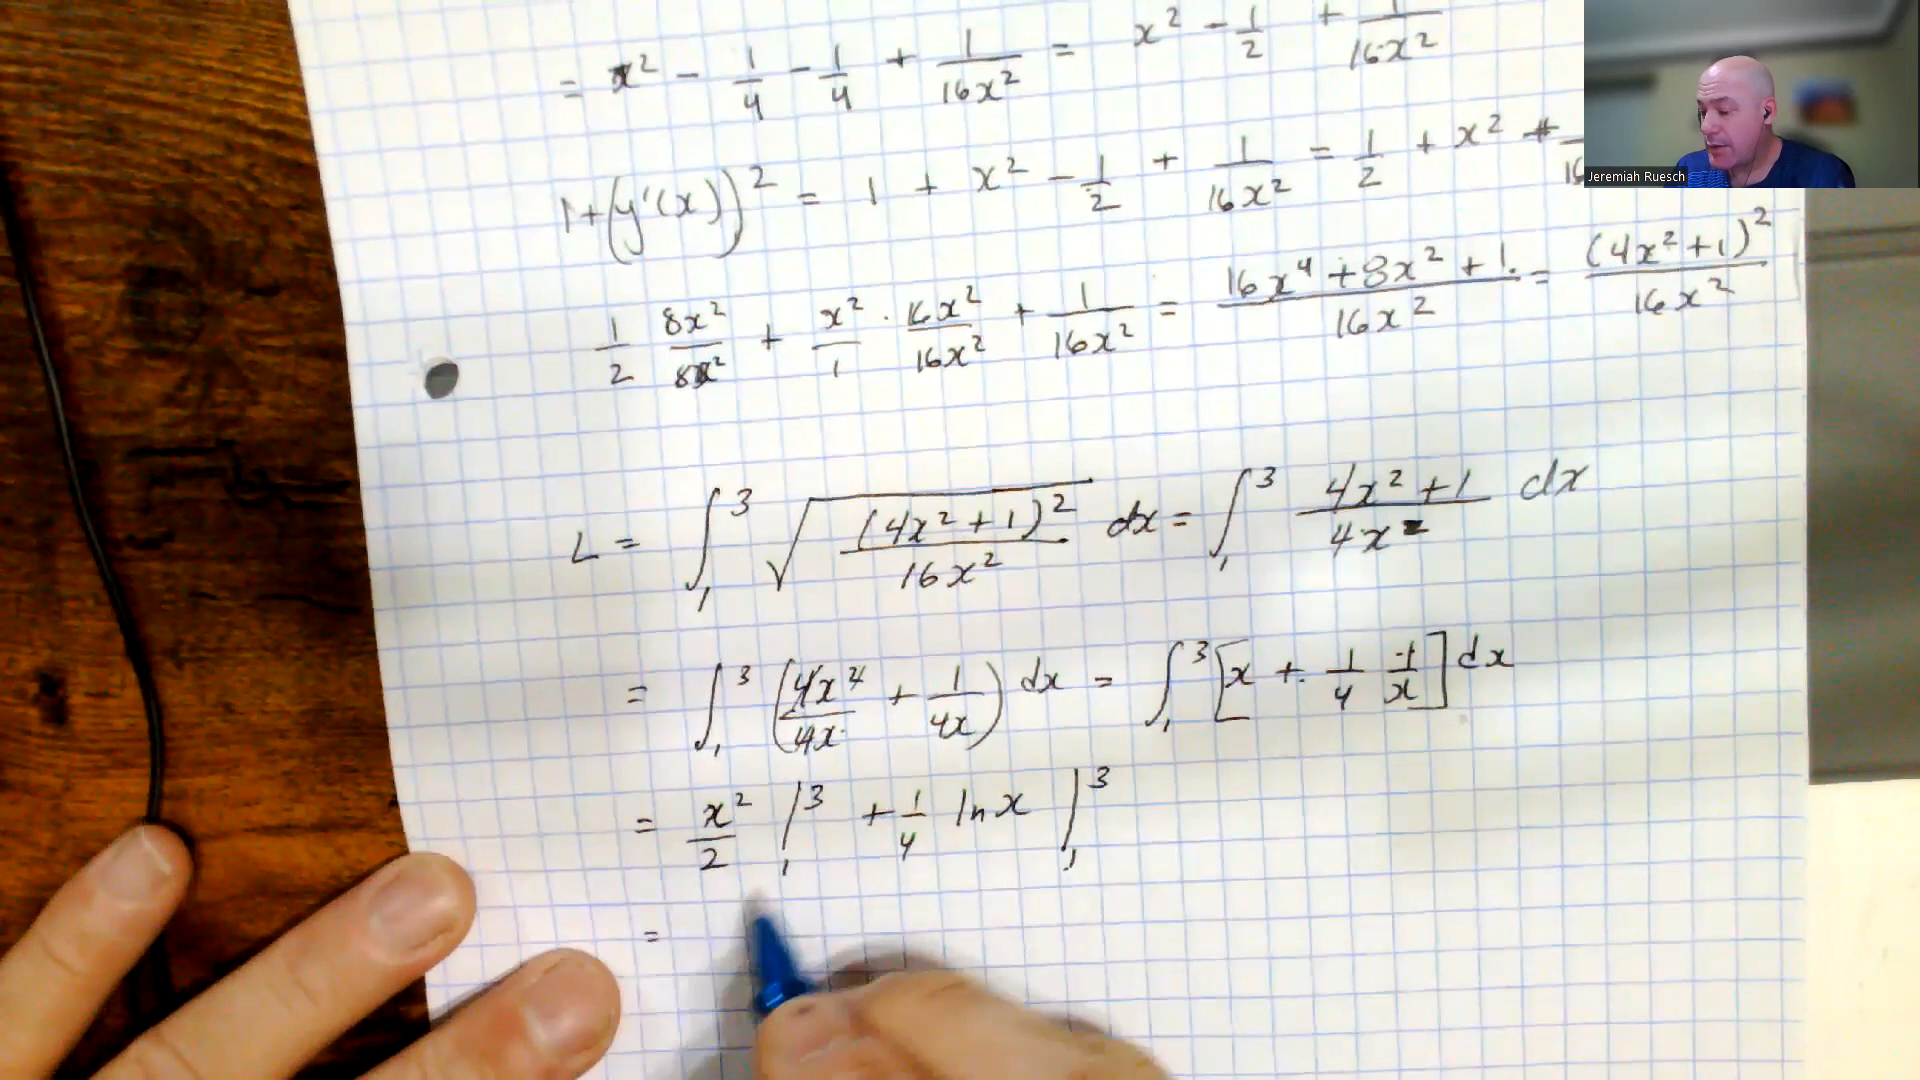 = x² - 1/4 - 1/4 + 1/16x² = x² - 1/2 + 1/16x²
1+(y'(x))² = 1 + x² - 1/2 + 1/16x² = 1/2 + x² +
Jeremiah Ruesch
1/2 8x²/8x² + x²/1 · 16x²/16x² + 1/16x² = 16x⁴+8x²+1/16x² = (4x²+1)²/16x²
L = ∫₁³ √((4x²+1)²/16x²) dx = ∫₁³ 4x²+1/4x dx
= ∫₁³ (4x²/4x + 1/4x) dx = ∫₁³ [x + 1/4 1/x] dx
= x²/2 |₁³ + 1/4 ln x |₁³
=